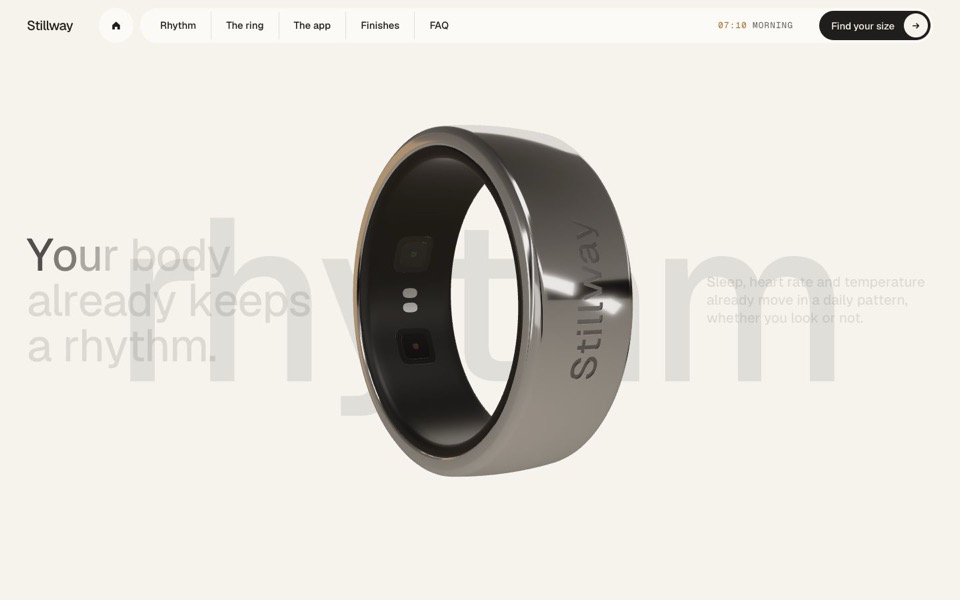 Stillway
Rhythm
The ring
The app
Finishes
FAQ
07:10 MORNING
Find your size
rhythm
Your body
already keeps
a rhythm.
Stillway
Sleep, heart rate and temperature
already move in a daily pattern,
whether you look or not.